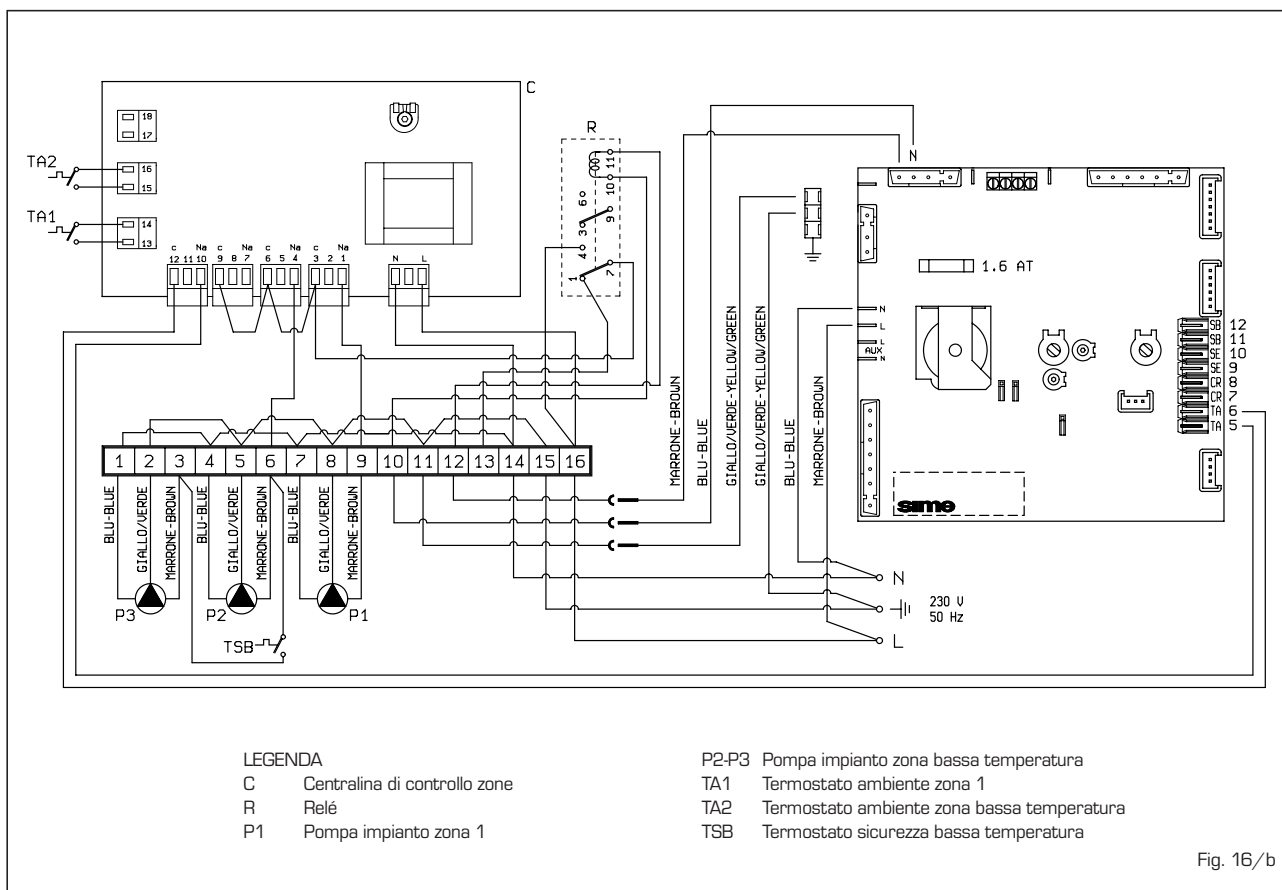 C
R
18
17
TA2
16
15
TA1
14
13
C Na C Na C Na C Na
12 11 10 9 8 7 6 5 4 3 2 1
N L
11
10
6
9
3
4
1
7
N
1.6 AT
N
L
L
AUX
N
SB 12
SB 11
SE 10
SE 9
CR 8
CR 7
TA 6
TA 5
sime
MARRONE-BROWN
BLU-BLUE
GIALLO/VERDE-YELLOW/GREEN
GIALLO/VERDE-YELLOW/GREEN
BLU-BLUE
MARRONE-BROWN
1 2 3 4 5 6 7 8 9 10 11 12 13 14 15 16
BLU-BLUE
GIALLO/VERDE
MARRONE-BROWN
BLU-BLUE
GIALLO/VERDE
MARRONE-BROWN
BLU-BLUE
GIALLO/VERDE
MARRONE-BROWN
P3
P2
P1
TSB
N
230 V
50 Hz
L
LEGENDA
C Centralina di controllo zone
R Relé
P1 Pompa impianto zona 1
P2-P3 Pompa impianto zona bassa temperatura
TA1 Termostato ambiente zona 1
TA2 Termostato ambiente zona bassa temperatura
TSB Termostato sicurezza bassa temperatura
Fig. 16/b